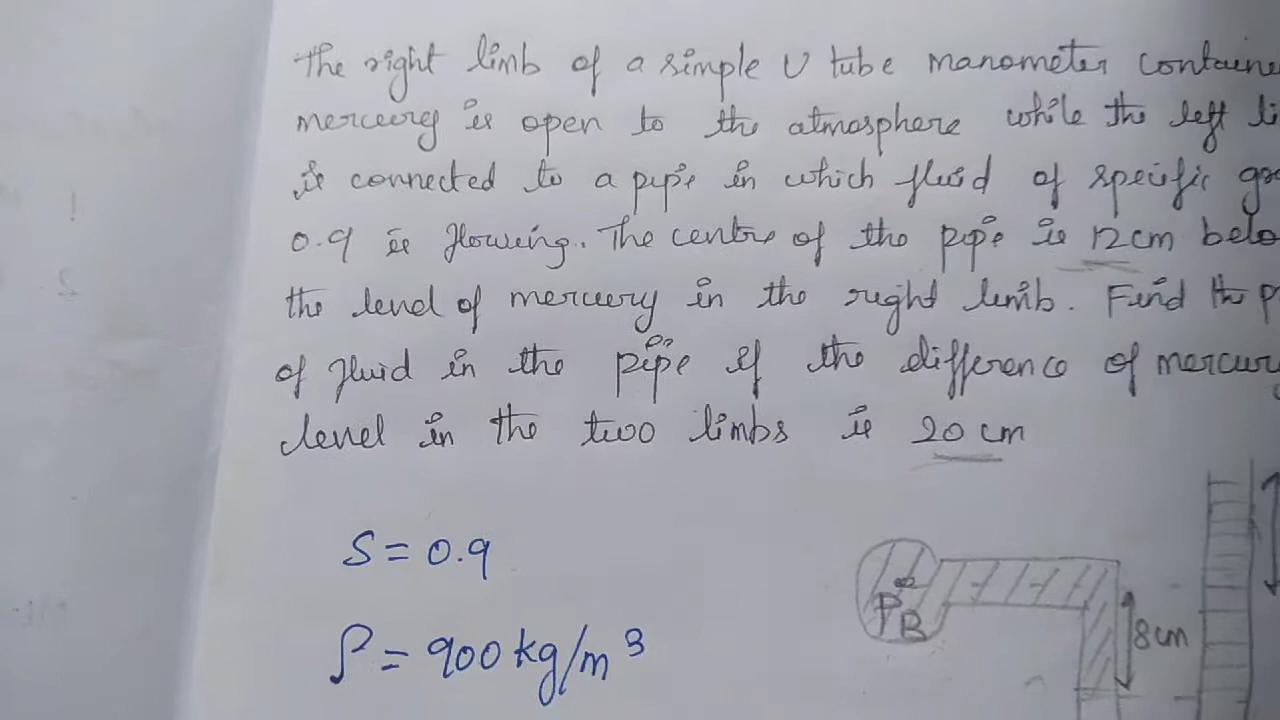 The right limb of a simple U tube manometer containe
mercury is open to the atmosphere while the left li
is connected to a pipe in which fluid of specific gra
0.9 is flowing. The centre of the pipe is 12cm belo
the level of mercury in the right limb. Find the p
of fluid in the pipe if the difference of mercury
level in the two limbs is 20 cm
S = 0.9
ρ = 900 kg/m³
PB
8cm